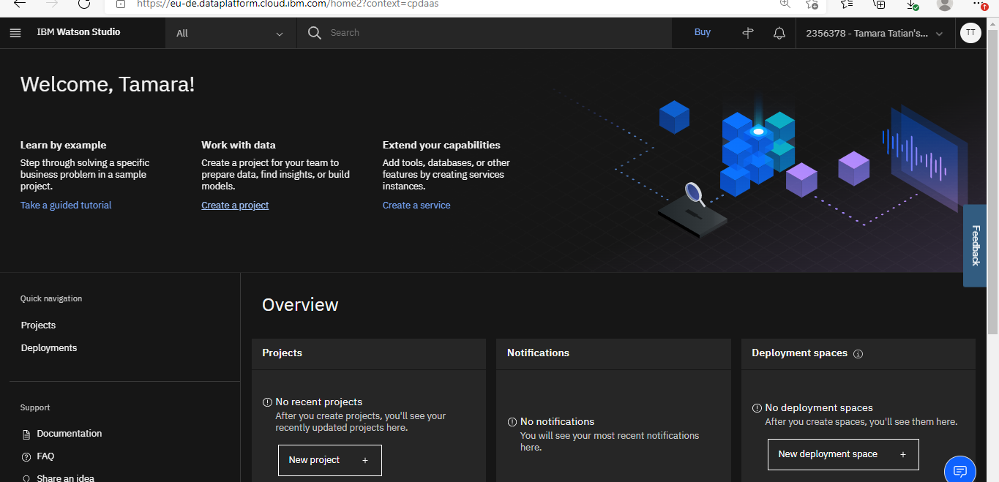 https://eu-de.dataplatform.cloud.ibm.com/home2?context=cpdaas
IBM Watson Studio
All
Search
Buy
2356378 - Tamara Tatian's...
TT
Welcome, Tamara!
Learn by example
Step through solving a specific
business problem in a sample
project.
Take a guided tutorial
Work with data
Create a project for your team to
prepare data, find insights, or build
models.
Create a project
Extend your capabilities
Add tools, databases, or other
features by creating services
instances.
Create a service
Feedback
Quick navigation
Projects
Deployments
Support
Documentation
FAQ
Share an idea
Overview
Projects
No recent projects
After you create projects, you'll see your
recently updated projects here.
New project +
Notifications
No notifications
You will see your most recent notifications
here.
Deployment spaces
No deployment spaces
After you create spaces, you'll see them here.
New deployment space +